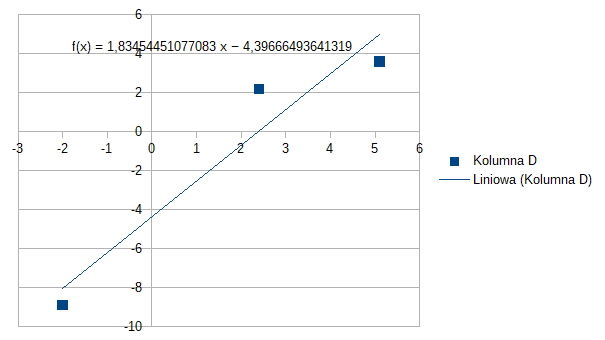 6
f(x) = 1,83454451077083 x − 4,39666493641319
4
2
0
-3 -2 -1 0 1 2 3 4 5 6
-2
-4
-6
-8
-10
Kolumna D
Liniowa (Kolumna D)